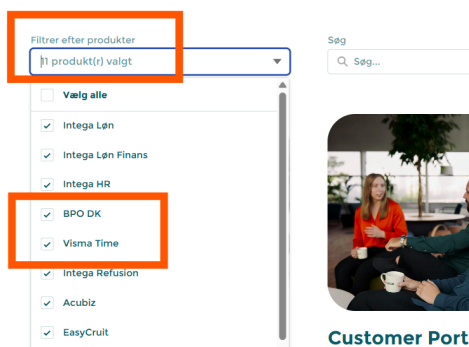 Filtrer efter produkter
11 produkt(r) valgt
Vælg alle
Intega Løn
Intega Løn Finans
Intega HR
BPO DK
Visma Time
Intega Refusion
Acubiz
EasyCruit
Søg
Søg...
Customer Port